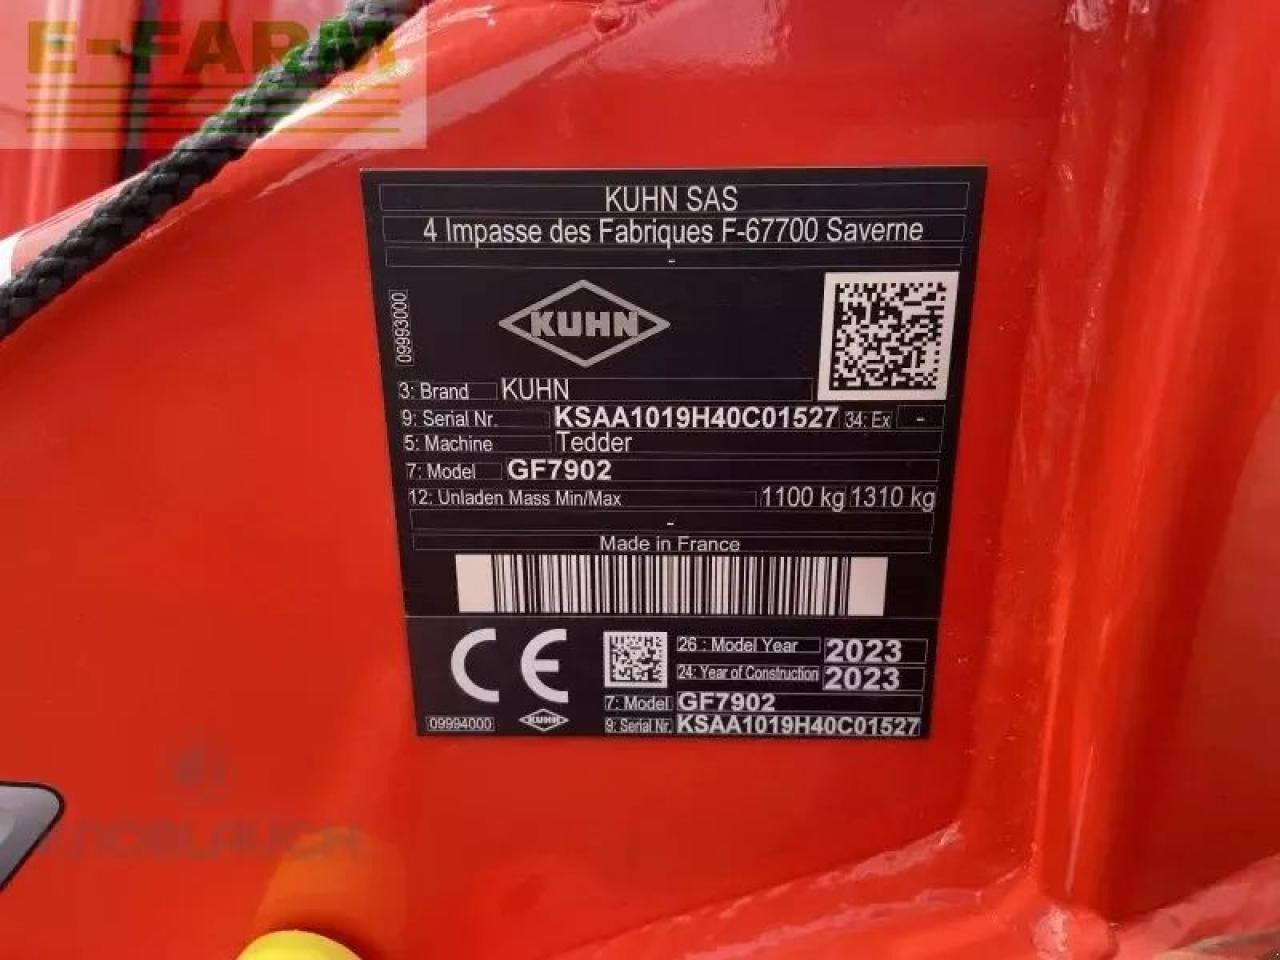 E-FARM
KUHN SAS
4 Impasse des Fabriques F-67700 Saverne
-
09993000
KUHN
3: Brand KUHN
9: Serial Nr. KSAA1019H40C01527 34: Ex -
5: Machine Tedder
7: Model GF7902
12: Unladen Mass Min/Max 1100 kg 1310 kg
-
Made in France
CE
26 : Model Year 2023
24: Year of Construction 2023
7: Model GF7902
09994000 KUHN 9: Serial Nr. KSAA1019H40C01527
KNOBLAUCH